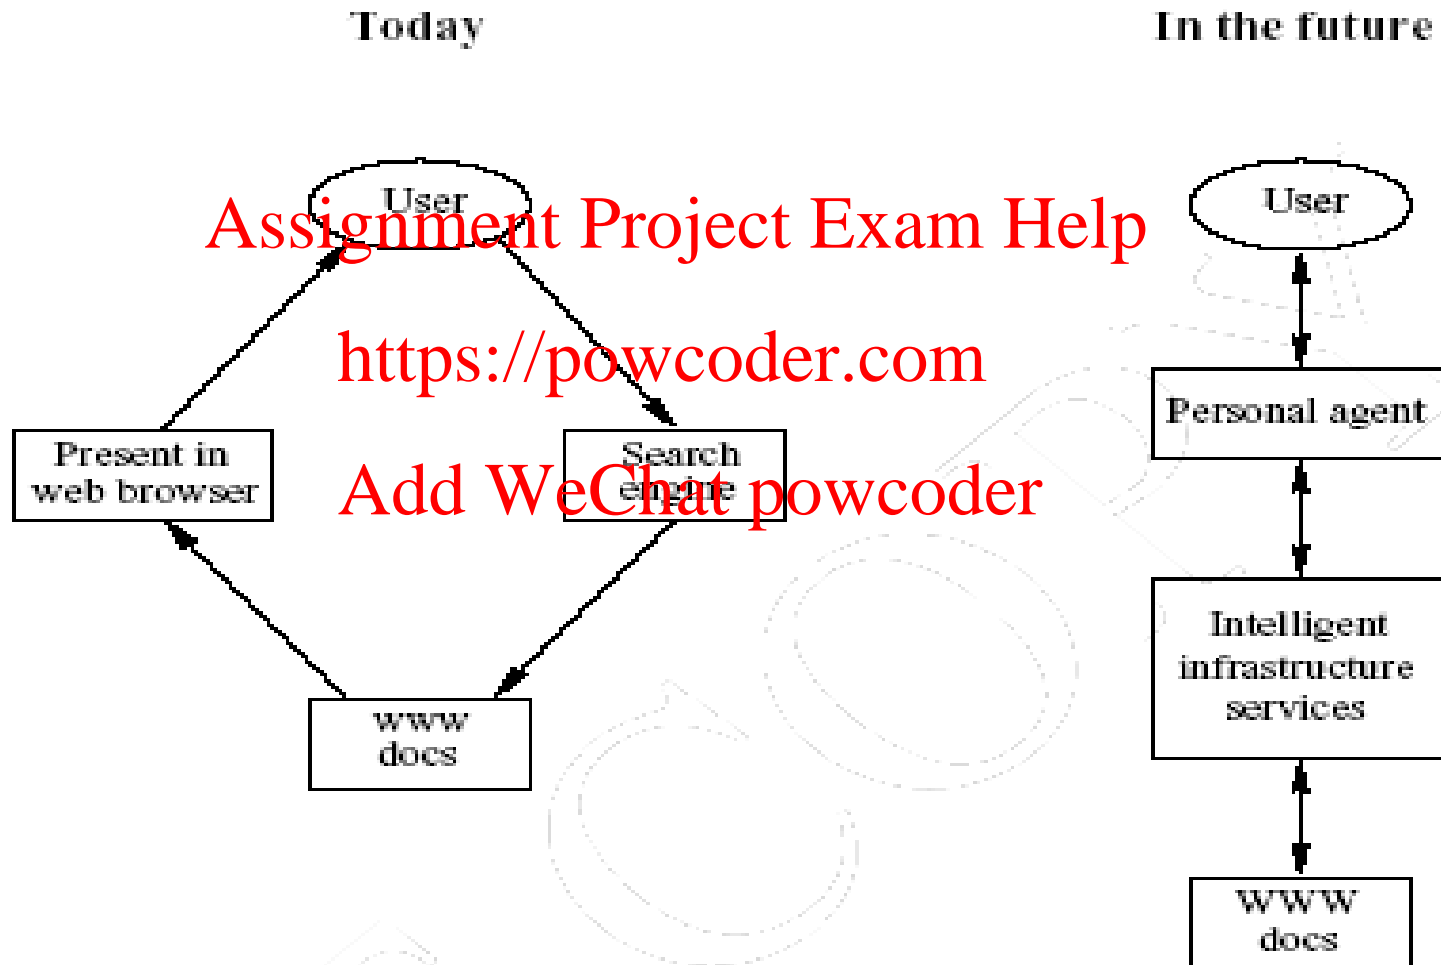 Today
In the future
User
User
Assignment Project Exam Help
https://powcoder.com
Personal agent
Present in
web browser
Search
engine
Add WeChat powcoder
Intelligent
infrastructure
services
www
docs
WWW
docs